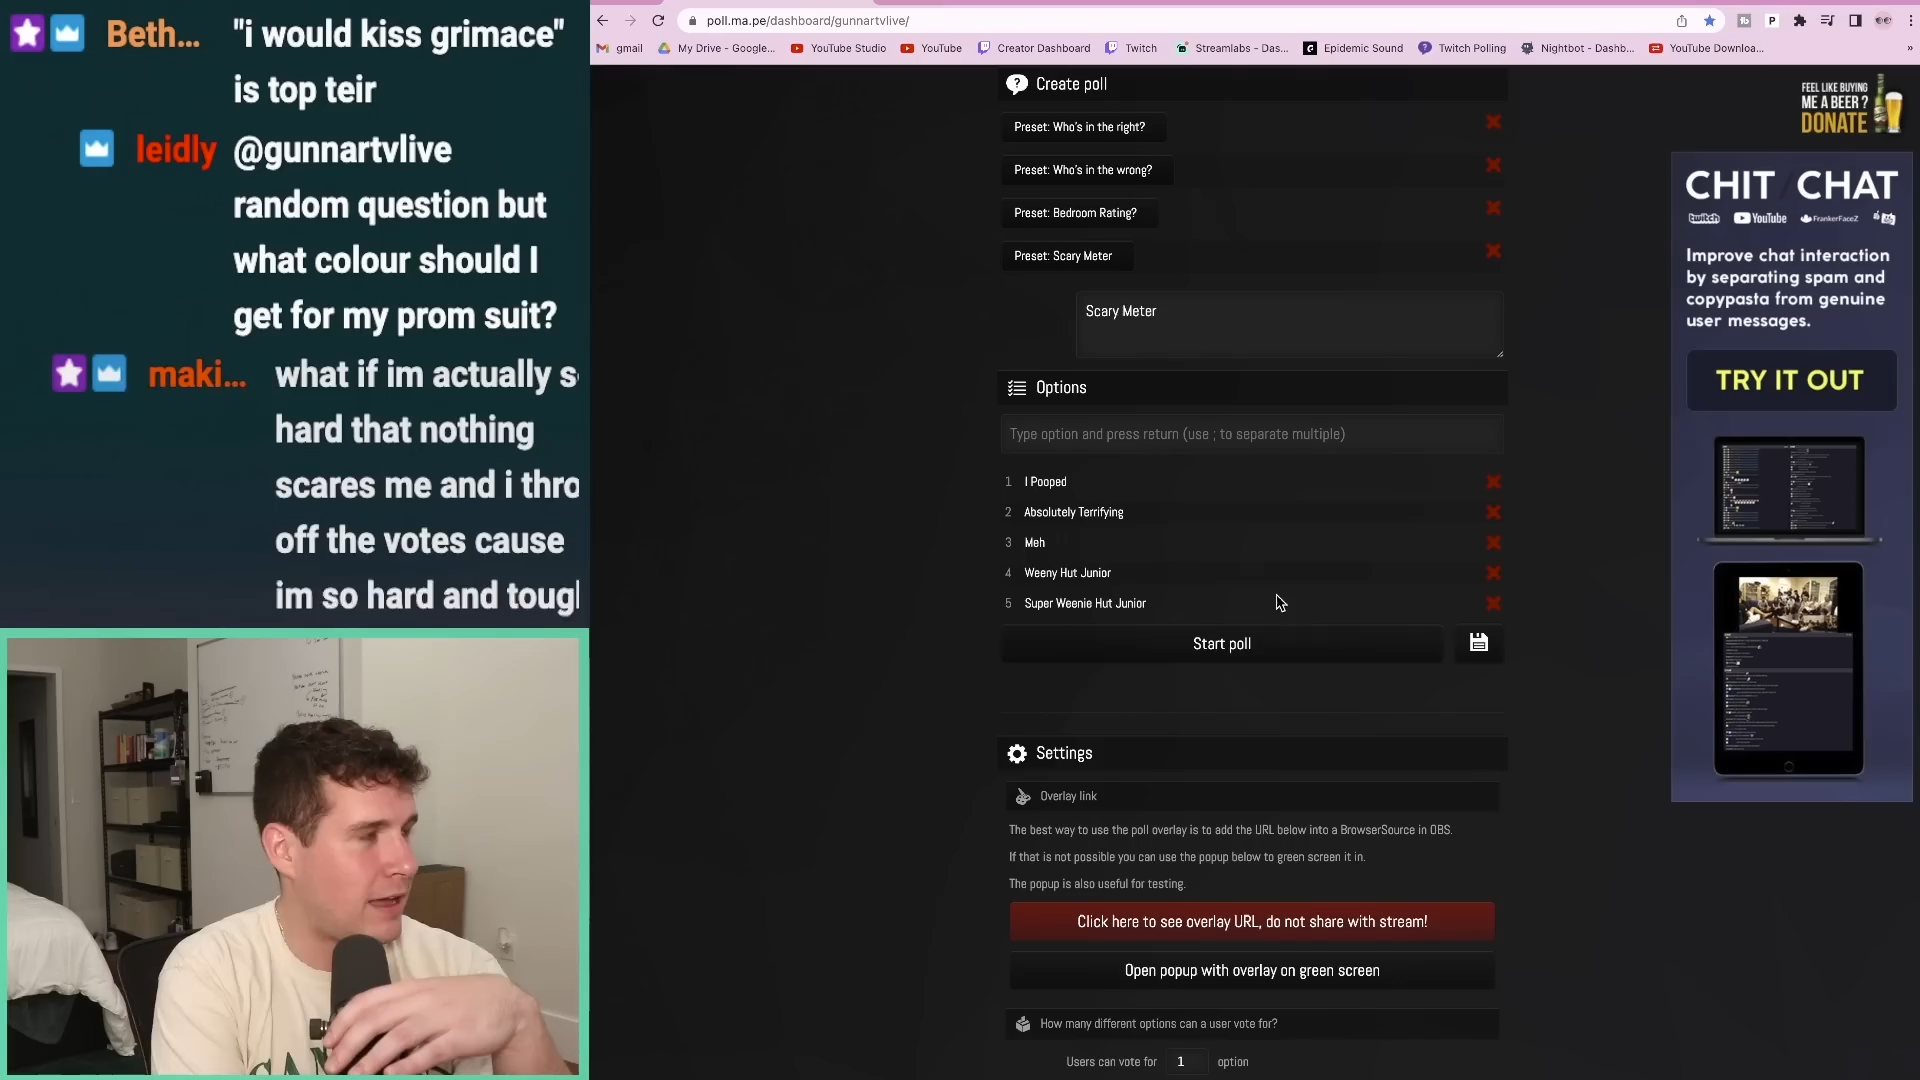 Beth... "i would kiss grimace"
is top teir
leidly @gunnartvlive
random question but
what colour should I
get for my prom suit?
maki... what if im actually s
hard that nothing
scares me and i thro
off the votes cause
im so hard and tough
poll.ma.pe/dashboard/gunnartvlive/
gmail My Drive - Google... YouTube Studio YouTube Creator Dashboard Twitch Streamlabs - Das... Epidemic Sound Twitch Polling Nightbot - Dashb... YouTube Downloa... »
Create poll
Preset: Who's in the right?
Preset: Who's in the wrong?
Preset: Bedroom Rating?
Preset: Scary Meter
Scary Meter
Options
Type option and press return (use ; to separate multiple)
1 I Pooped
2 Absolutely Terrifying
3 Meh
4 Weeny Hut Junior
5 Super Weenie Hut Junior
Start poll
Settings
Overlay link
The best way to use the poll overlay is to add the URL below into a BrowserSource in OBS.
If that is not possible you can use the popup below to green screen it in.
The popup is also useful for testing.
Click here to see overlay URL, do not share with stream!
Open popup with overlay on green screen
How many different options can a user vote for?
Users can vote for 1 option
FEEL LIKE BUYING
ME A BEER ?
DONATE
CHIT CHAT
twitch YouTube FrankerFaceZ
Improve chat interaction
by separating spam and
copypasta from genuine
user messages.
TRY IT OUT